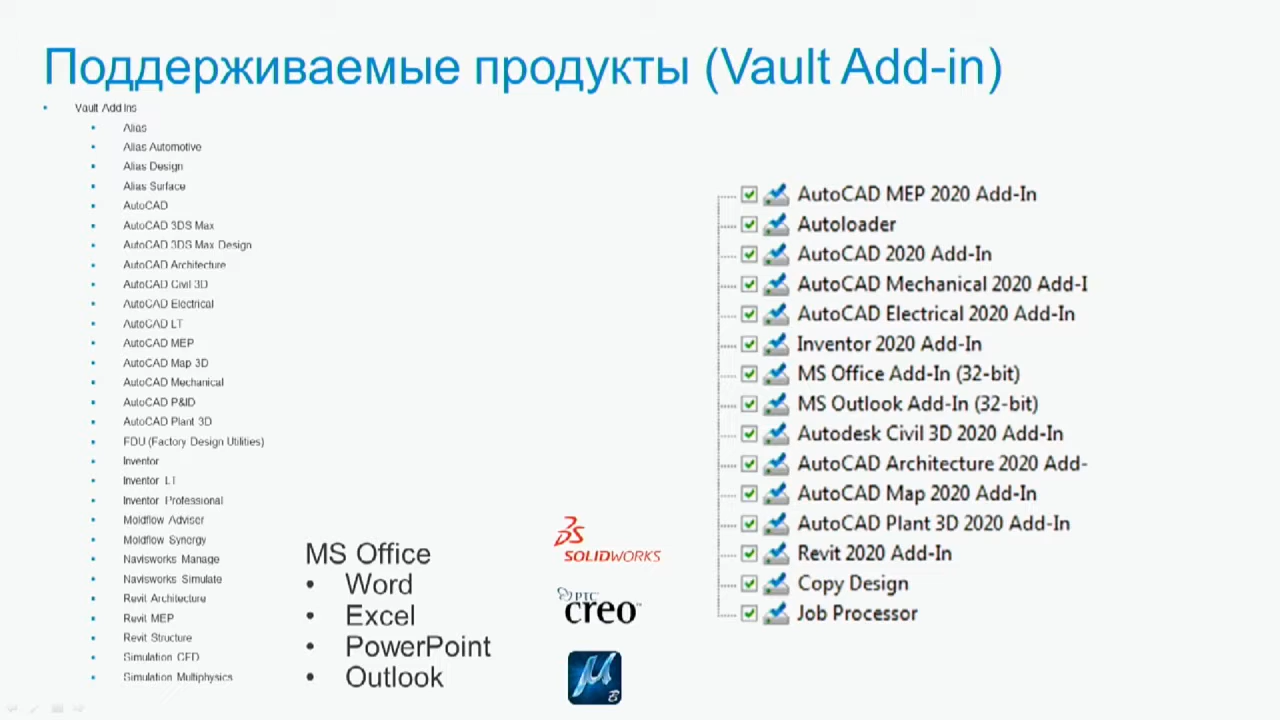 Поддерживаемые продукты (Vault Add-in)
Vault Add Ins
Alias
Alias Automotive
Alias Design
Alias Surface
AutoCAD
AutoCAD 3DS Max
AutoCAD 3DS Max Design
AutoCAD Architecture
AutoCAD Civil 3D
AutoCAD Electrical
AutoCAD LT
AutoCAD MEP
AutoCAD Map 3D
AutoCAD Mechanical
AutoCAD P&ID
AutoCAD Plant 3D
FDU (Factory Design Utilities)
Inventor
Inventor LT
Inventor Professional
Moldflow Adviser
Moldflow Synergy
Navisworks Manage
Navisworks Simulate
Revit Architecture
Revit MEP
Revit Structure
Simulation CFD
Simulation Multiphysics
MS Office
Word
Excel
PowerPoint
Outlook
SOLIDWORKS
PTC
creo™
μ
B
AutoCAD MEP 2020 Add-In
Autoloader
AutoCAD 2020 Add-In
AutoCAD Mechanical 2020 Add-I
AutoCAD Electrical 2020 Add-In
Inventor 2020 Add-In
MS Office Add-In (32-bit)
MS Outlook Add-In (32-bit)
Autodesk Civil 3D 2020 Add-In
AutoCAD Architecture 2020 Add-
AutoCAD Map 2020 Add-In
AutoCAD Plant 3D 2020 Add-In
Revit 2020 Add-In
Copy Design
Job Processor